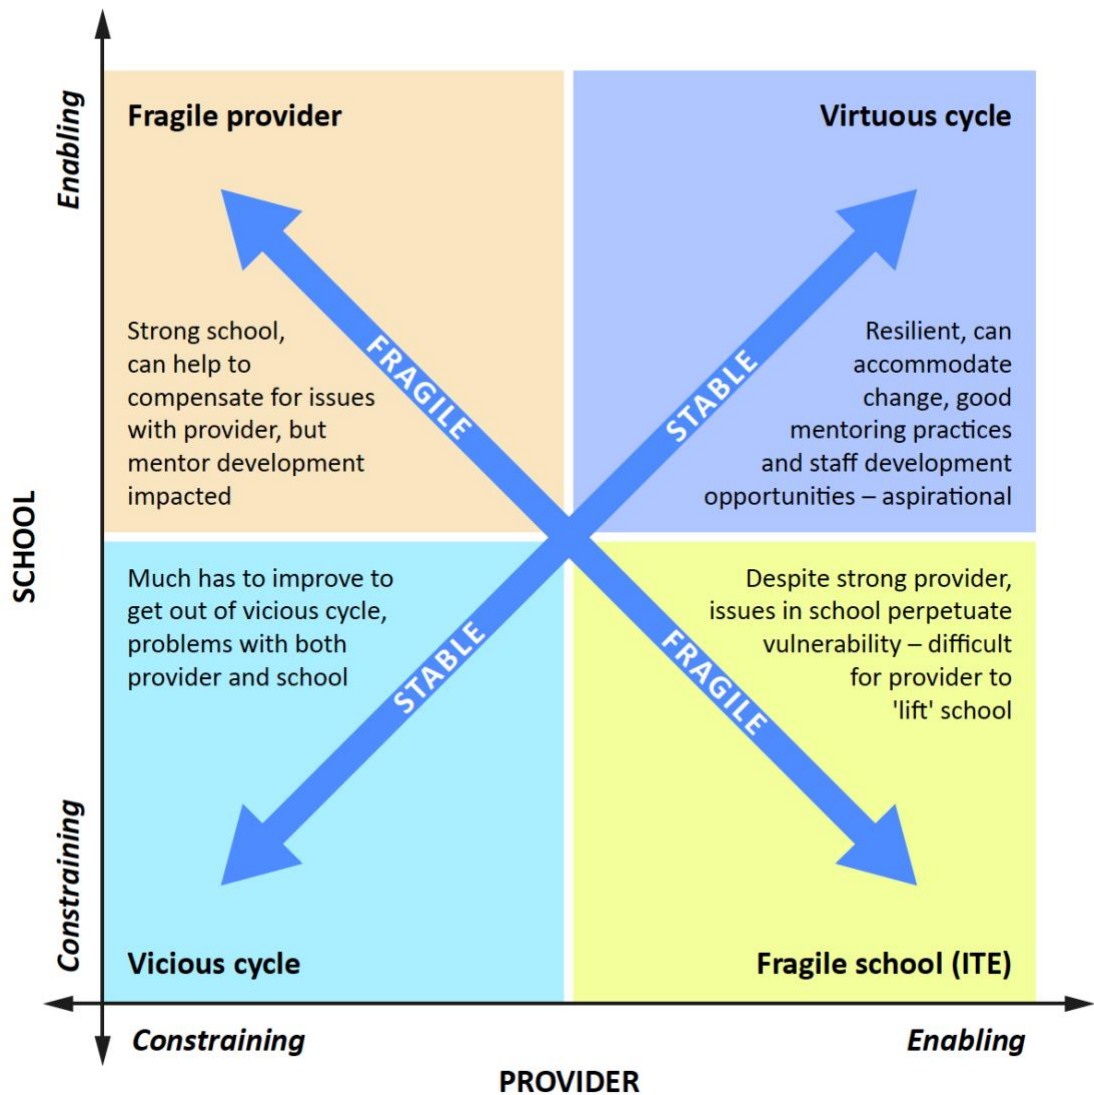 Enabling
Fragile provider
Virtuous cycle
FRAGILE
STABLE
Strong school,
can help to
compensate for issues
with provider, but
mentor development
impacted
Resilient, can
accommodate
change, good
mentoring practices
and staff development
opportunities – aspirational
SCHOOL
Much has to improve to
get out of vicious cycle,
problems with both
provider and school
Despite strong provider,
issues in school perpetuate
vulnerability – difficult
for provider to
'lift' school
STABLE
FRAGILE
Constraining
Vicious cycle
Fragile school (ITE)
Constraining
Enabling
PROVIDER